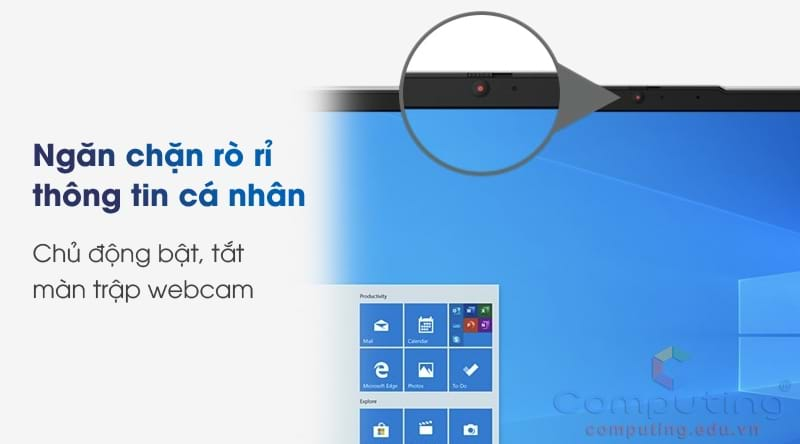 Ngăn chặn rò rỉ
thông tin cá nhân
Chủ động bật, tắt
màn trập webcam
Productivity
Mail
Calendar
Microsoft Edge
Photos
To Do
Explore
Computing®
computing.edu.vn